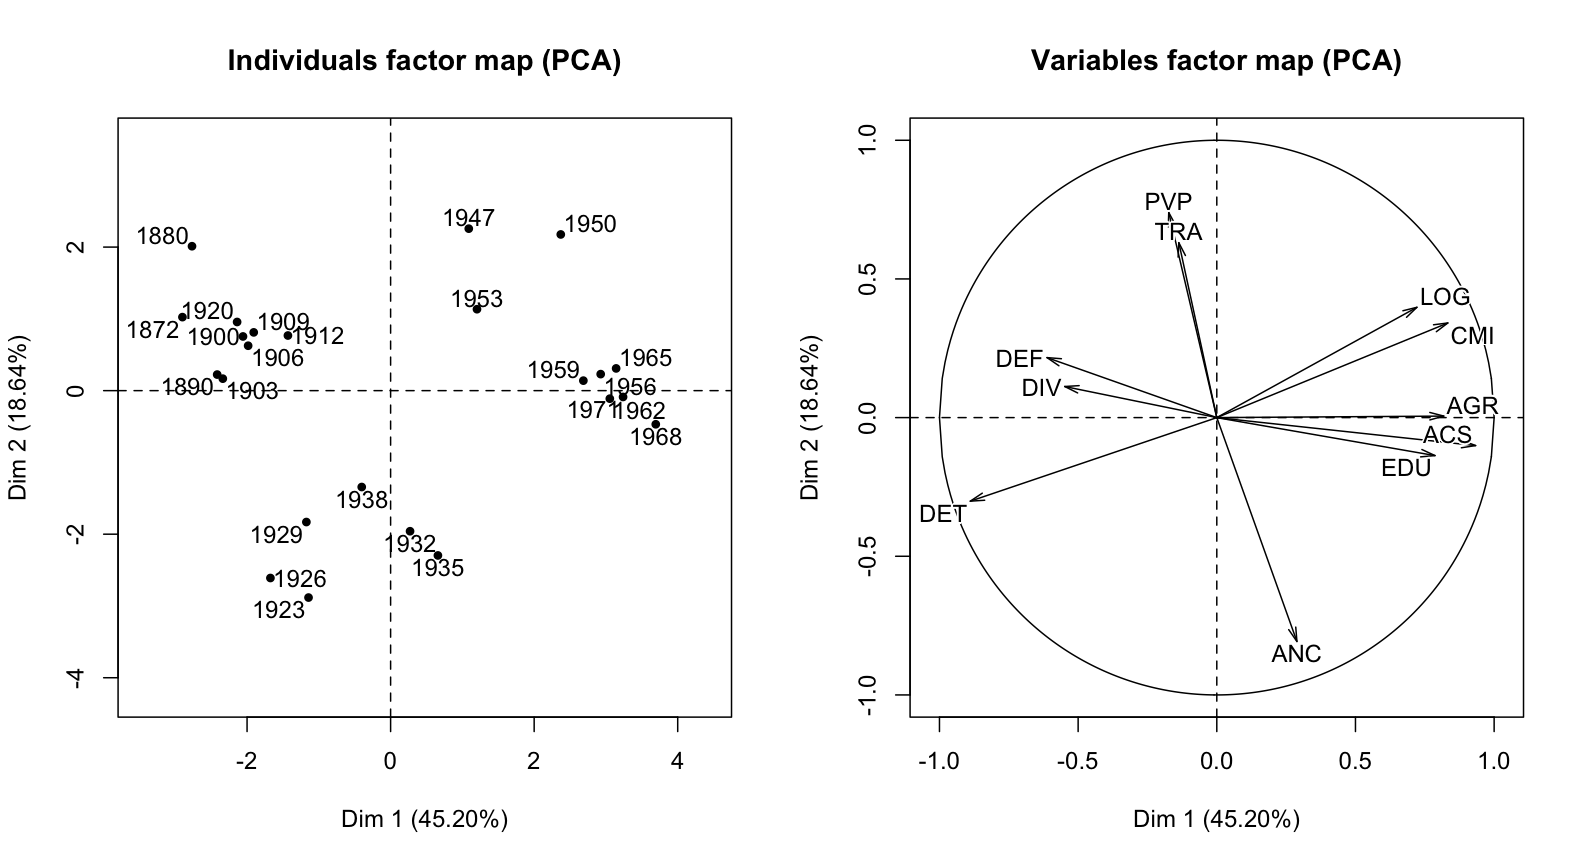 Individuals factor map (PCA)
1947
1950
1880
1953
1920
1909
1872
1900
1912
1906
1965
1959
1890
1903
1956
1971
1962
1968
1938
1929
1932
1935
1926
1923
2
0
-2
-4
-2
0
2
4
Dim 2 (18.64%)
Dim 1 (45.20%)
Variables factor map (PCA)
PVP
TRA
LOG
CMI
DEF
DIV
AGR
ACS
EDU
DET
ANC
1.0
0.5
0.0
-0.5
-1.0
-1.0
-0.5
0.0
0.5
1.0
Dim 2 (18.64%)
Dim 1 (45.20%)